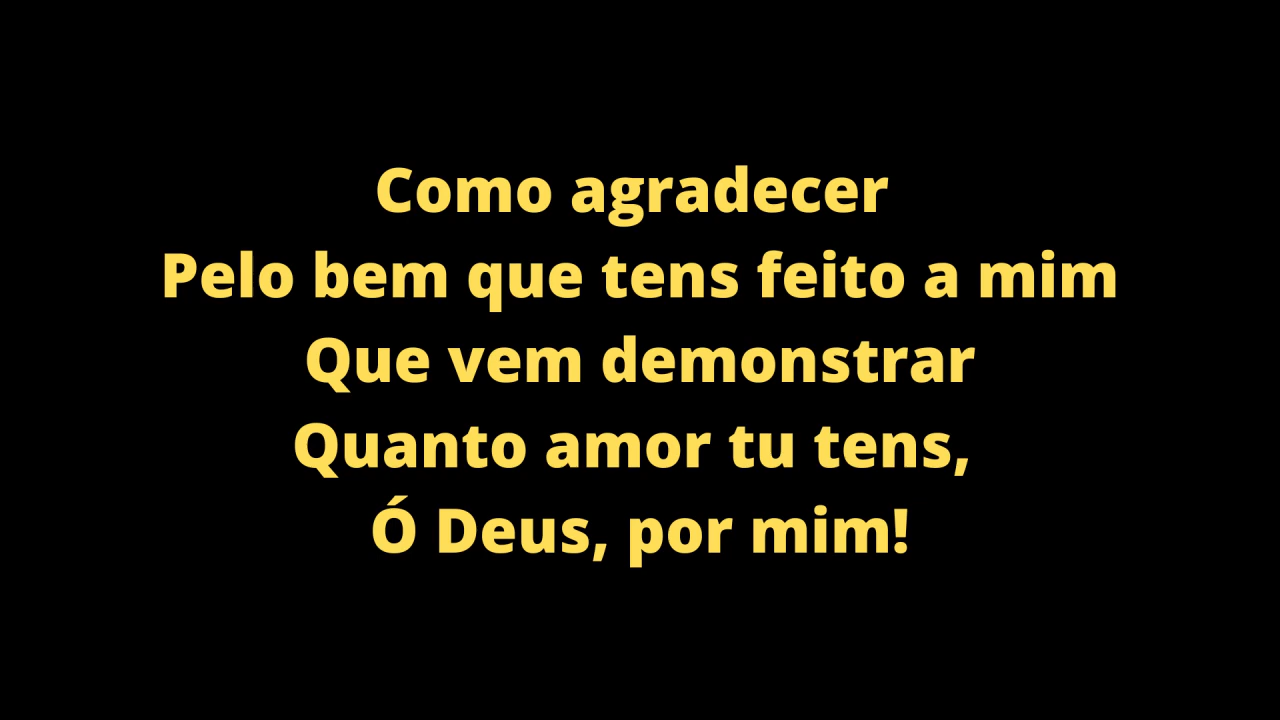 Como agradecer
Pelo bem que tens feito a mim
Que vem demonstrar
Quanto amor tu tens,
Ó Deus, por mim!